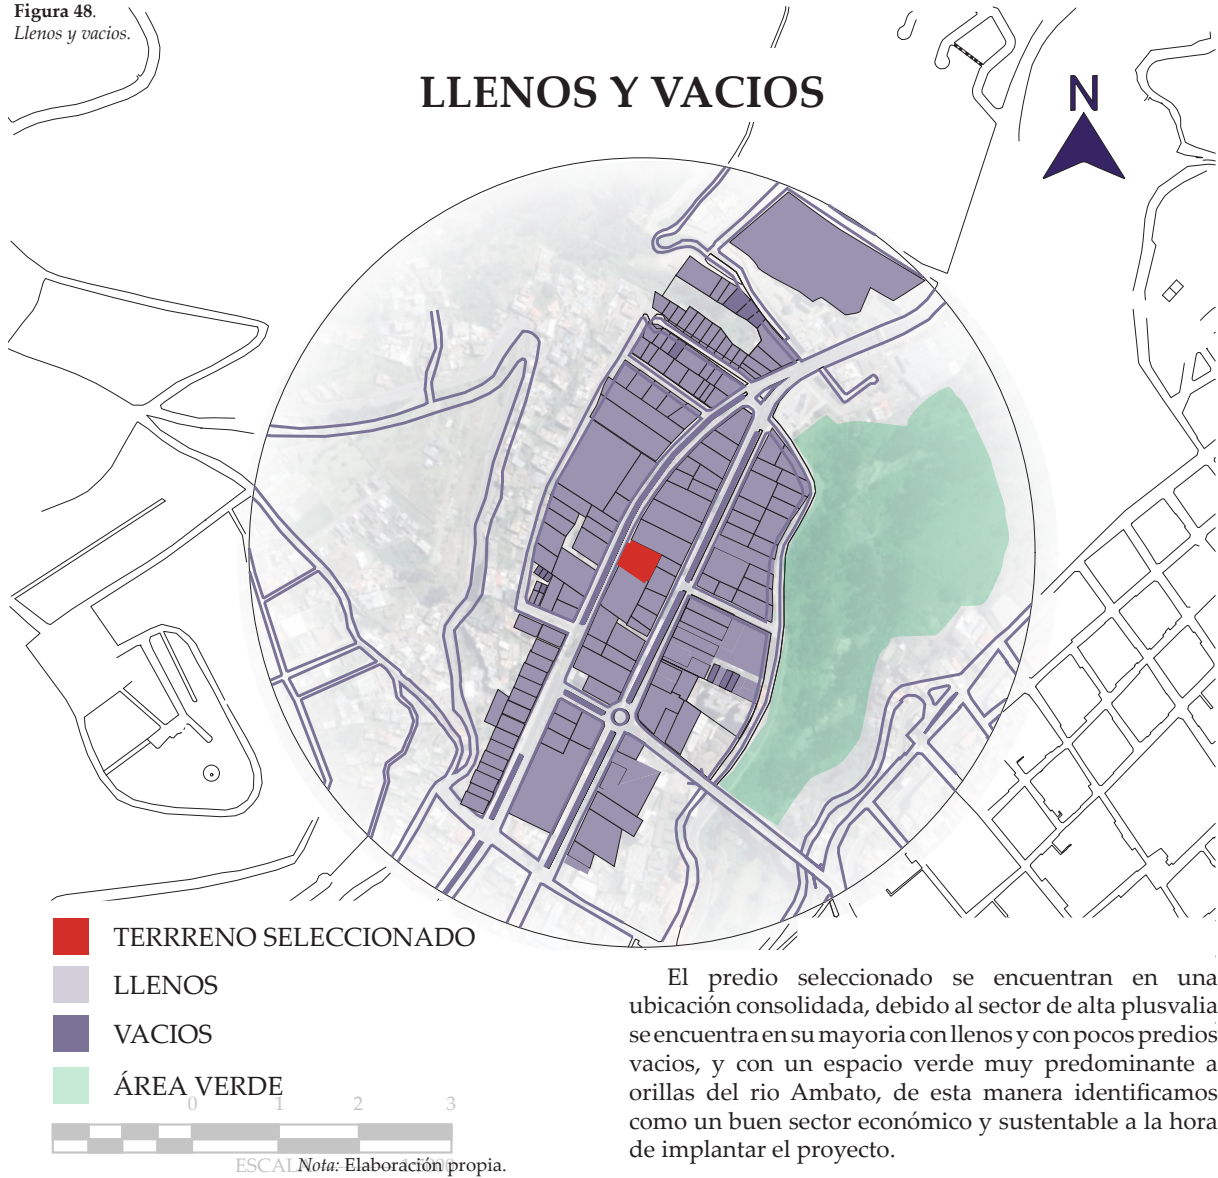 Figura 48.
Llenos y vacios.
LLENOS Y VACIOS
N
TERRRENO SELECCIONADO
LLENOS
VACIOS
ÁREA VERDE
0 1 2 3
ESCALA
Nota: Elaboración propia.
El predio seleccionado se encuentran en una
ubicación consolidada, debido al sector de alta plusvalia
se encuentra en su mayoria con llenos y con pocos predios
vacios, y con un espacio verde muy predominante a
orillas del rio Ambato, de esta manera identificamos
como un buen sector económico y sustentable a la hora
de implantar el proyecto.